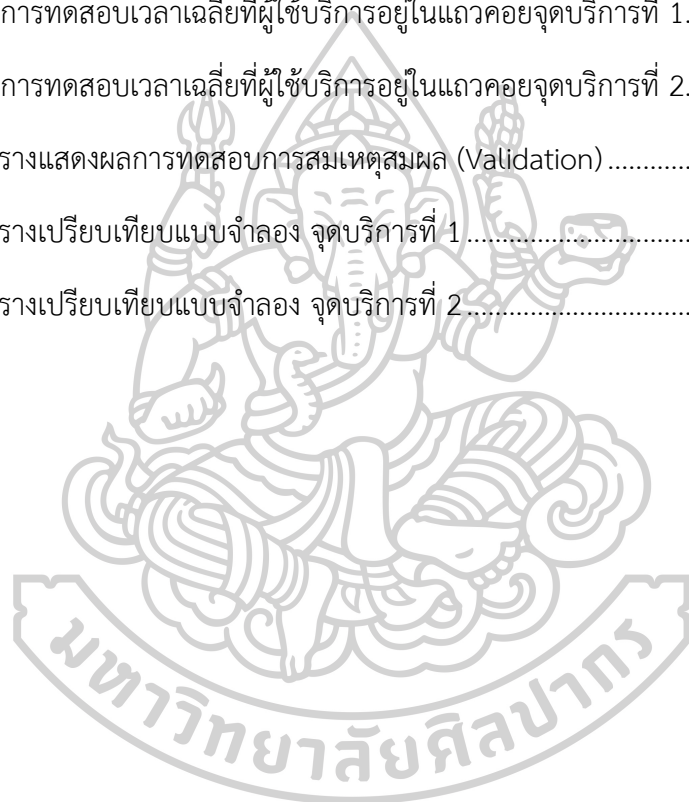 การทดสอบเวลาเฉลี่ยที่ผู้ใช้บริการอยู่ในแถวคอยจุดบริการที่ 1.
การทดสอบเวลาเฉลี่ยที่ผู้ใช้บริการอยู่ในแถวคอยจุดบริการที่ 2.
รางแสดงผลการทดสอบการสมเหตุสมผล (Validation)............
รางเปรียบเทียบแบบจำลอง จุดบริการที่ 1.................................
รางเปรียบเทียบแบบจำลอง จุดบริการที่ 2.................................
มหาวิทยาลัยศิลปากร